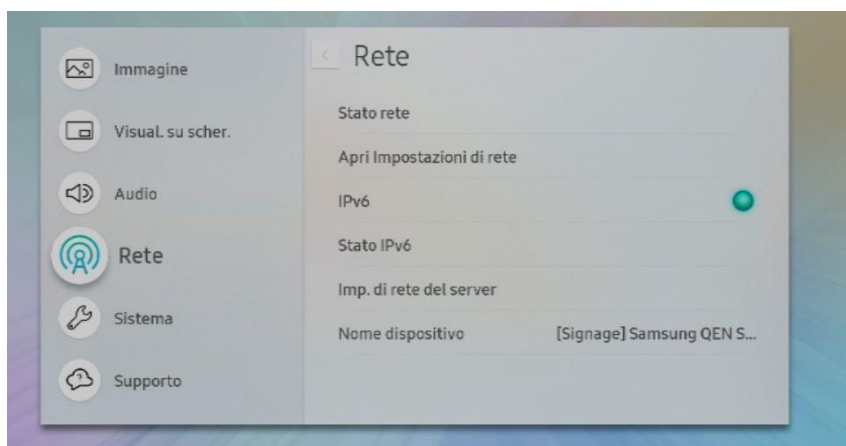 Immagine
Visual. su scher.
Audio
Rete
Sistema
Supporto
Rete
Stato rete
Apri Impostazioni di rete
IPv6
Stato IPv6
Imp. di rete del server
Nome dispositivo [Signage] Samsung QEN S...